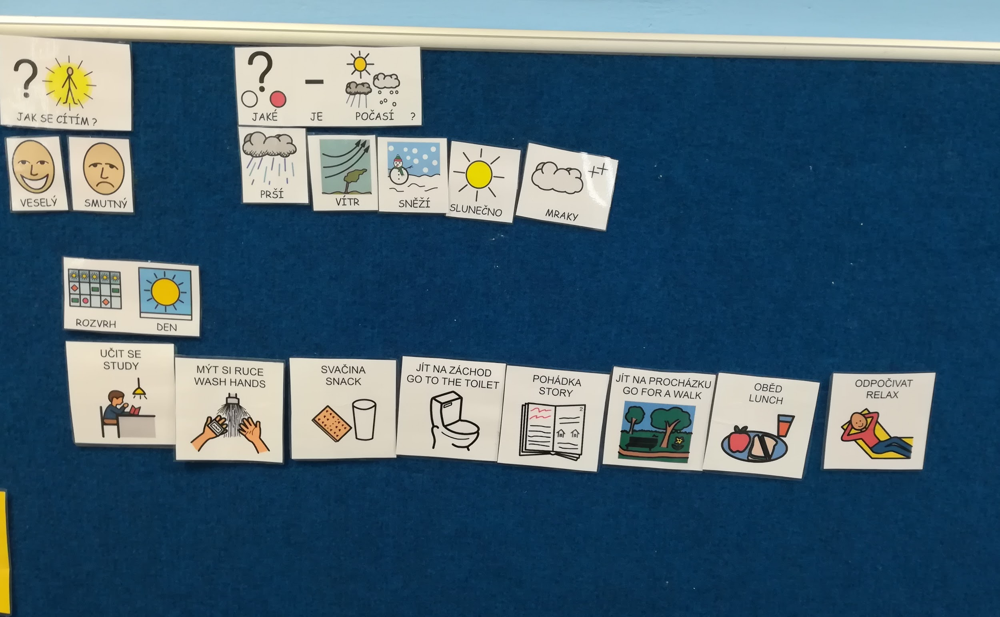 JAK SE CÍTÍM ?
VESELÝ
SMUTNÝ
JAKÉ JE POČASÍ ?
PRŠÍ
VÍTR
SNĚŽÍ
SLUNEČNO
MRAKY
ROZVRH DEN
UČIT SE
STUDY
MÝT SI RUCE
WASH HANDS
SVAČINA
SNACK
JÍT NA ZÁCHOD
GO TO THE TOILET
POHÁDKA
STORY
2
JÍT NA PROCHÁZKU
GO FOR A WALK
OBĚD
LUNCH
ODPOČIVAT
RELAX